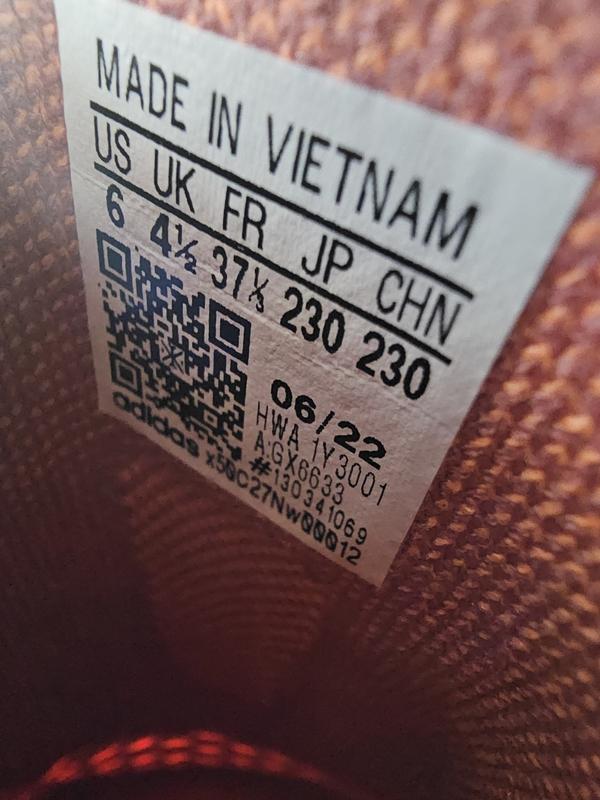 MADE IN VIETNAM
US UK FR JP CHN
6 4½ 37⅓ 230 230
06/22
HWA 1Y3001
A:GX6633
#130341069
adidas x50C27Nw00012